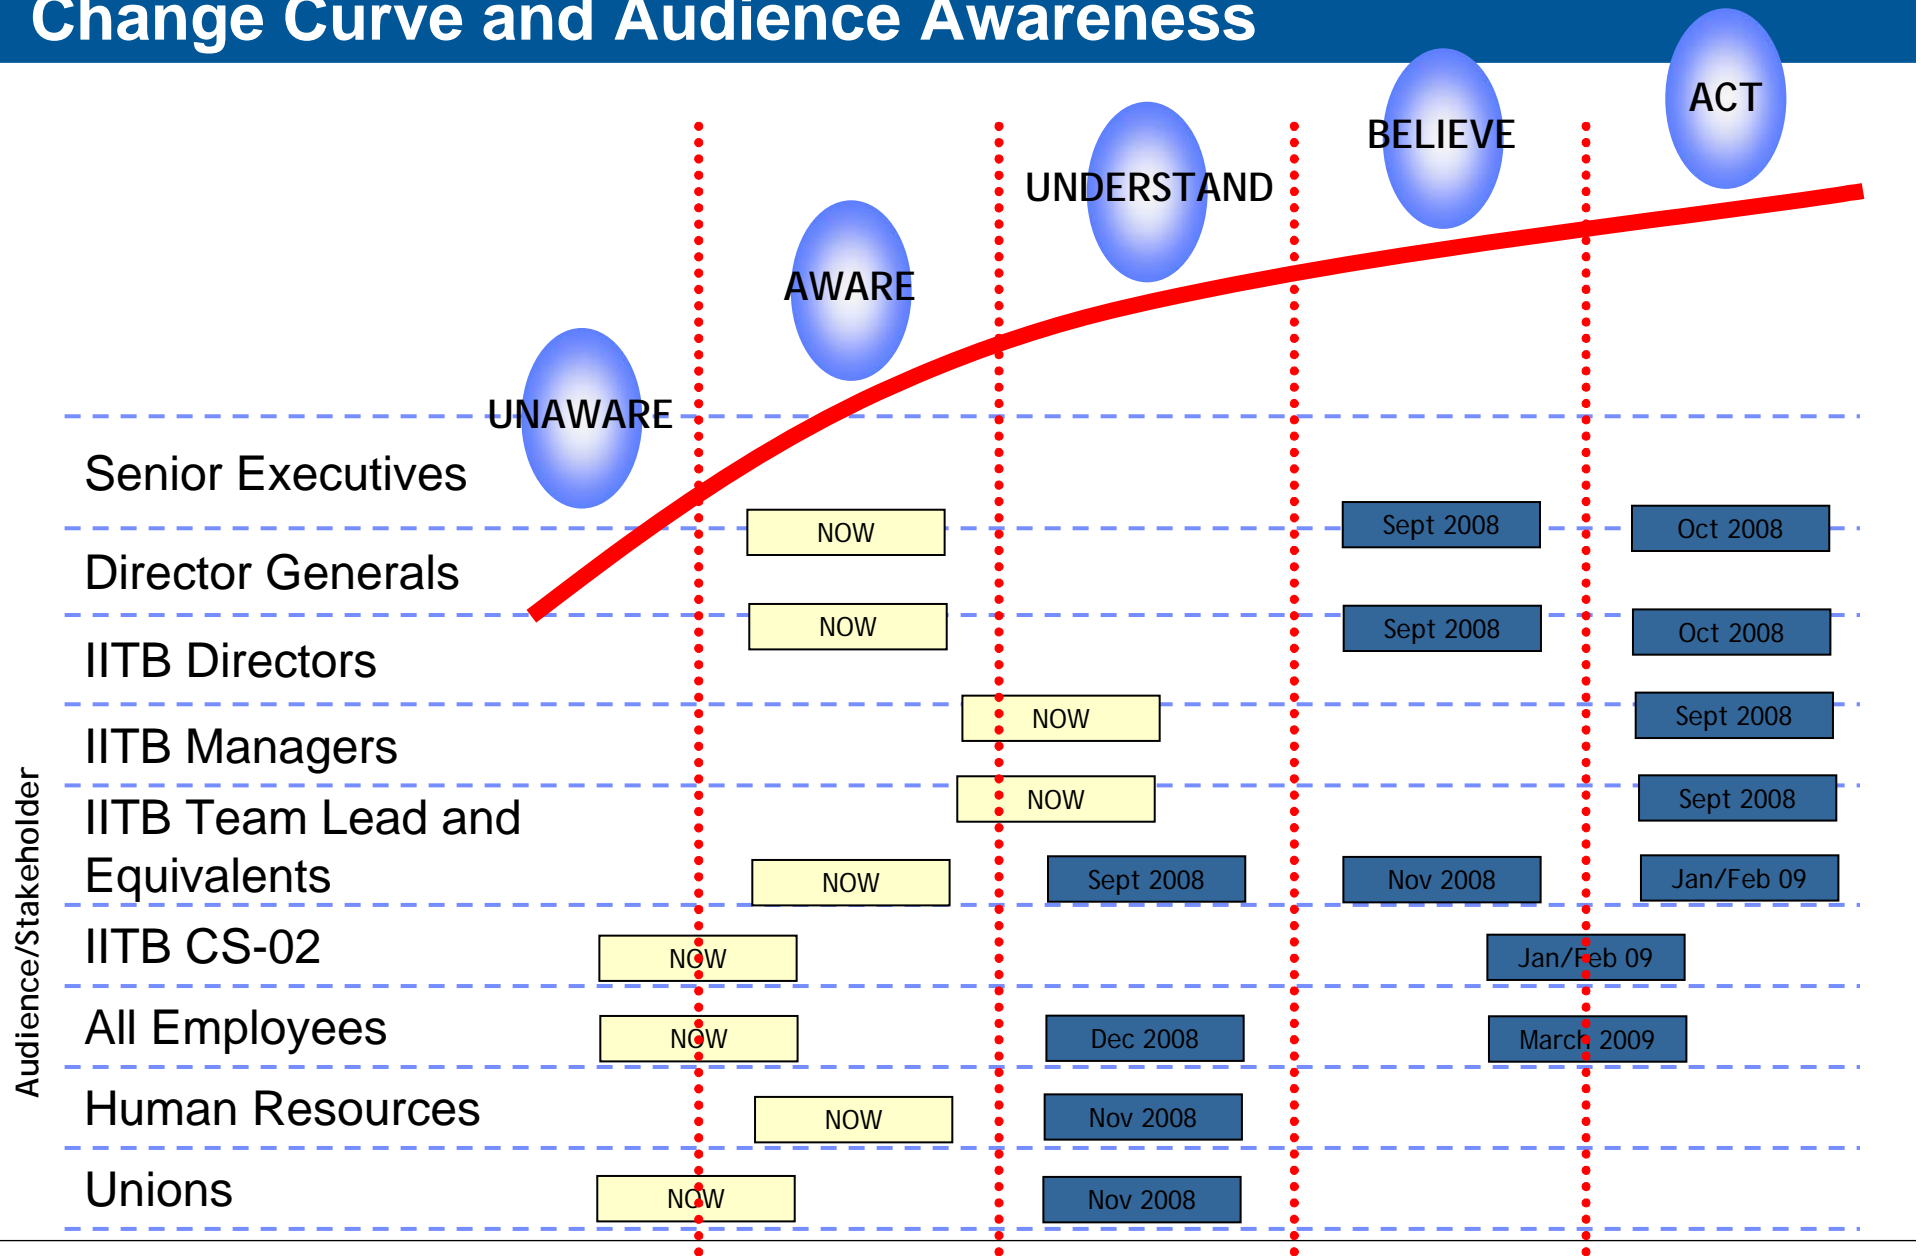 Change Curve and Audience Awareness
ACT
BELIEVE
UNDERSTAND
AWARE
UNAWARE
Audience/Stakeholder
Senior Executives
NOW
Sept 2008
Oct 2008
Director Generals
NOW
Sept 2008
Oct 2008
IITB Directors
NOW
Sept 2008
IITB Managers
NOW
Sept 2008
IITB Team Lead and
Equivalents
NOW
Sept 2008
Nov 2008
Jan/Feb 09
IITB CS-02
NOW
Jan/Feb 09
All Employees
NOW
Dec 2008
March 2009
Human Resources
NOW
Nov 2008
Unions
NOW
Nov 2008